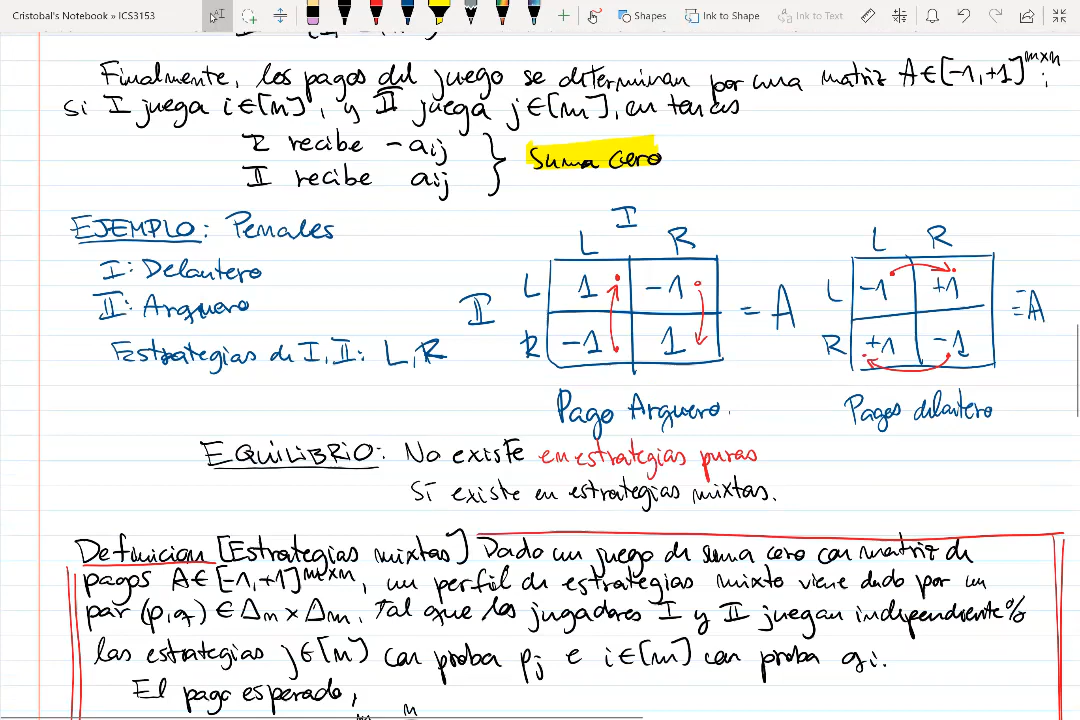 Cristobal's Notebook » ICS3153
Shapes
Ink to Shape
Ink to Text
Finalmente, los pagos del juego se determinan por una matriz A∈[-1,+1]^{m×n};
si I juega i∈[m], y II juega j∈[n], entonces
I recibe -aij
II recibe aij
Suma cero
EJEMPLO: Penales
I: Delantero
II: Arquero
Estrategias de I, II: L, R
I
L R
II
L 1 -1
R -1 1
= A
Pago Arquero.
L R
L -1 +1
R +1 -1
= -A
Pagos delantero
EQUILIBRIO: No existe en estrategias puras
SÍ existe en estrategias mixtas.
Definicion [Estrategias mixtas] Dado un juego de suma cero con matriz de
pagos A∈[-1,+1]^{m×n}, un perfil de estrategias mixto viene dado por un
par (p,q) ∈ Δn × Δm, tal que los jugadores I y II juegan independiente%
las estrategias j∈[n] con proba pj e i∈[m] con proba qi.
El pago esperado,